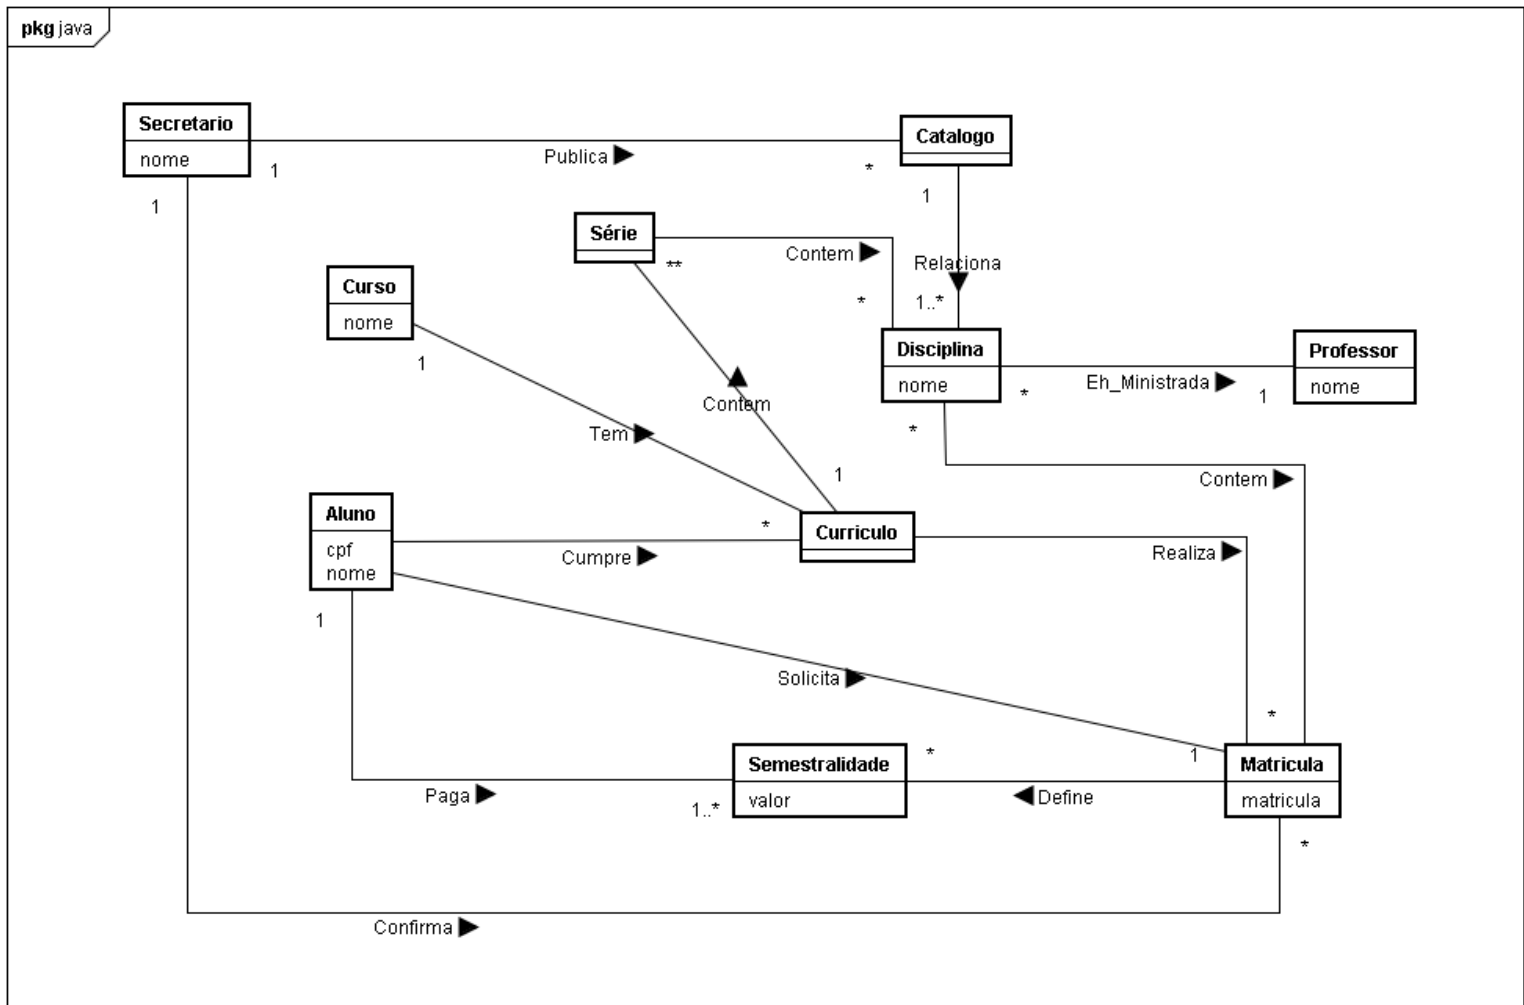 pkg java
Secretario
nome
1
1
Publica
*
Catalogo
1
Série
**
Contem
*
Relaciona
1..*
Curso
nome
1
Tem
Contem
1
Disciplina
nome
*
*
Eh_Ministrada
1
Professor
nome
Contem
Aluno
cpf
nome
1
Cumpre
*
Curriculo
Realiza
*
Solicita
1
Paga
1..*
Semestralidade
valor
*
Define
Matricula
matricula
*
Confirma